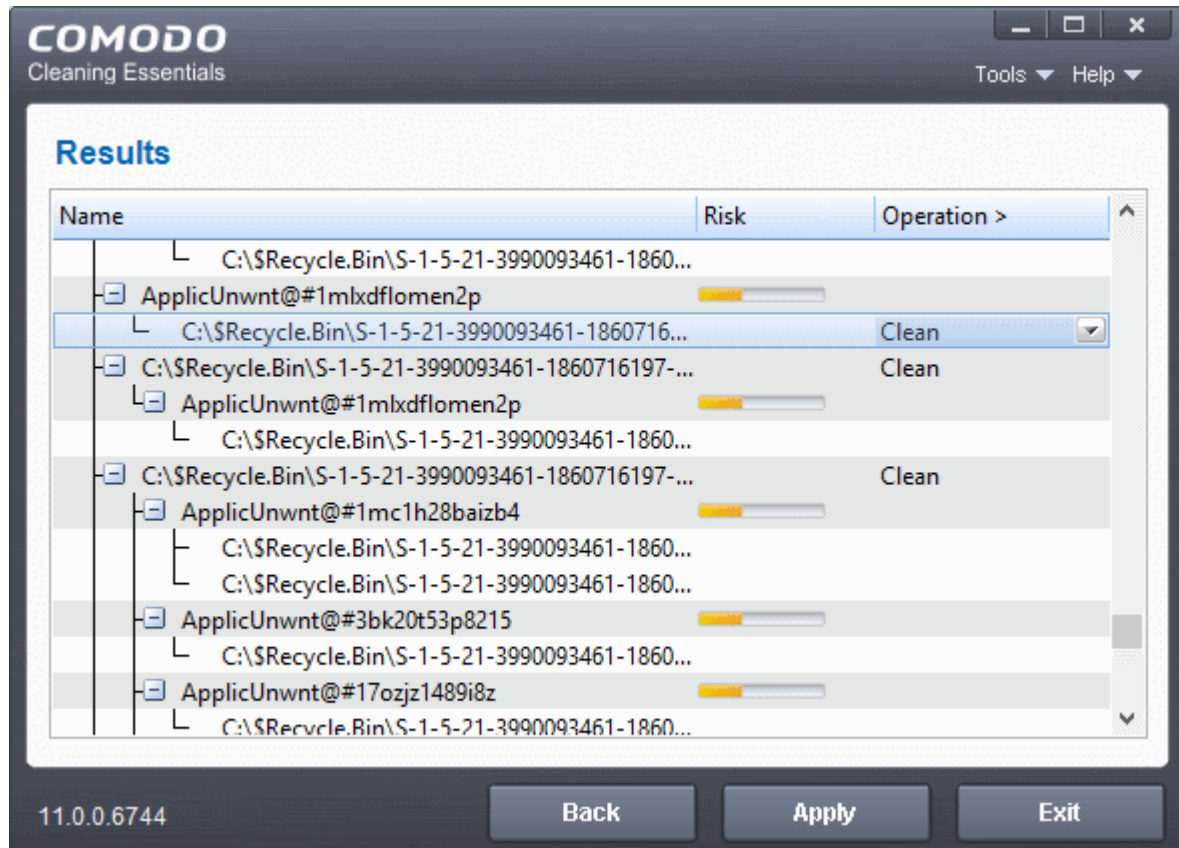 COMODO
Cleaning Essentials
Tools Help
Results
Name Risk Operation >
C:\$Recycle.Bin\S-1-5-21-3990093461-1860...
ApplicUnwnt@#1mlxdflomen2p
C:\$Recycle.Bin\S-1-5-21-3990093461-1860716... Clean
C:\$Recycle.Bin\S-1-5-21-3990093461-1860716197-... Clean
ApplicUnwnt@#1mlxdflomen2p
C:\$Recycle.Bin\S-1-5-21-3990093461-1860...
C:\$Recycle.Bin\S-1-5-21-3990093461-1860716197-... Clean
ApplicUnwnt@#1mc1h28baizb4
C:\$Recycle.Bin\S-1-5-21-3990093461-1860...
C:\$Recycle.Bin\S-1-5-21-3990093461-1860...
ApplicUnwnt@#3bk20t53p8215
C:\$Recycle.Bin\S-1-5-21-3990093461-1860...
ApplicUnwnt@#17ozjz1489i8z
C:\$Recycle.Bin\S-1-5-21-3990093461-1860...
11.0.0.6744 Back Apply Exit